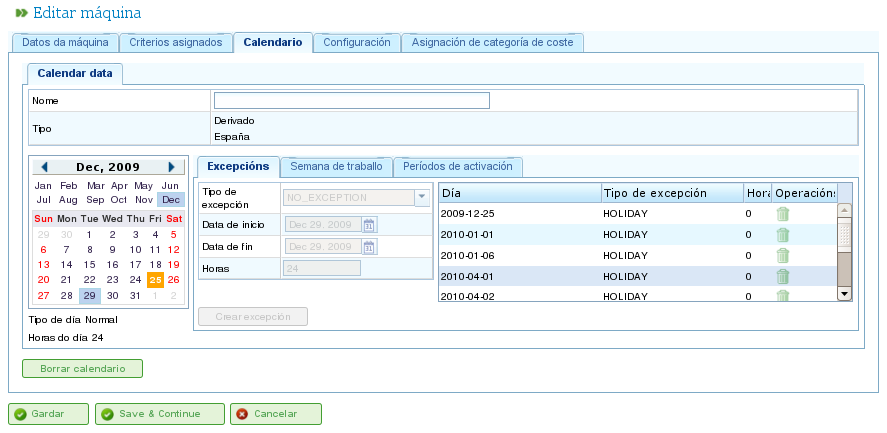 Editar máquina
Datos da máquina Criterios asignados Calendario Configuración Asignación de categoría de coste
Calendar data
Nome
Tipo
Derivado
España
Dec, 2009
Jan Feb Mar Apr May Jun
Jul Aug Sep Oct Nov Dec
Sun Mon Tue Wed Thu Fri Sat
29 30 1 2 3 4 5
6 7 8 9 10 11 12
13 14 15 16 17 18 19
20 21 22 23 24 25 26
27 28 29 30 31 1 2
Tipo de día Normal
Horas do día 24
Excepcións Semana de traballo Períodos de activación
Tipo de
excepción
NO_EXCEPTION
Data de inicio Dec 29, 2009
Data de fin Dec 29, 2009
Horas 24
Crear excepción
Día Tipo de excepción Hora Operacións
2009-12-25 HOLIDAY 0
2010-01-01 HOLIDAY 0
2010-01-06 HOLIDAY 0
2010-04-01 HOLIDAY 0
2010-04-02 HOLIDAY 0
Borrar calendario
Gardar Save & Continue Cancelar